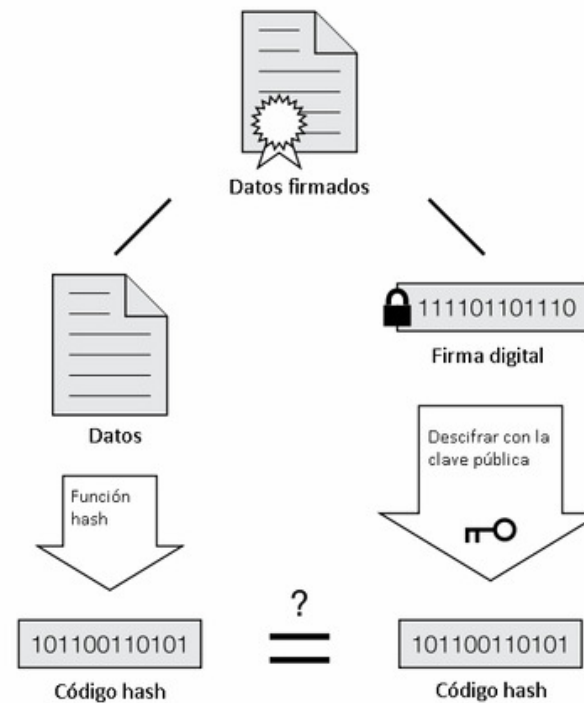 Datos firmados
111101101110
Firma digital
Datos
Descifrar con la
clave pública
Función
hash
?
101100110101
101100110101
Código hash
Código hash